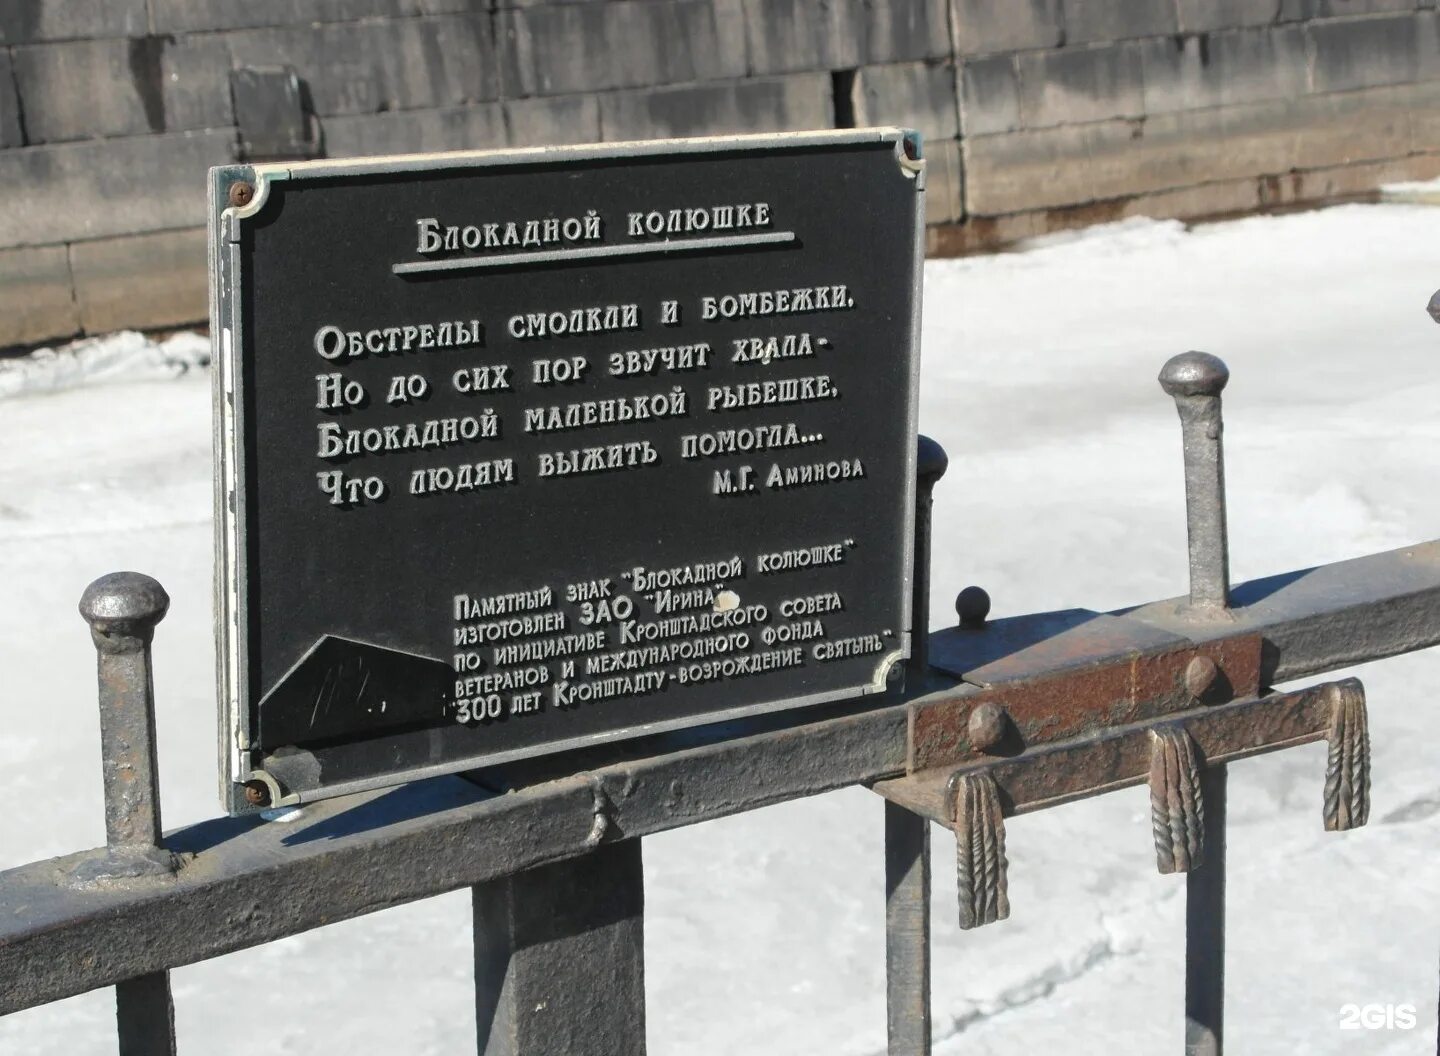 Блокадной колюшке
Обстрелы смолкли и бомбежки.
Но до сих пор звучит хвала-
Блокадной маленькой рыбешке,
Что людям выжить помогла...
М.Г. Аминова
Памятный знак "Блокадной колюшке"
изготовлен ЗАО "Ирина"
по инициативе Кронштадского совета
ветеранов и международного фонда
"300 лет Кронштадту-возрождение святынь"
2GIS